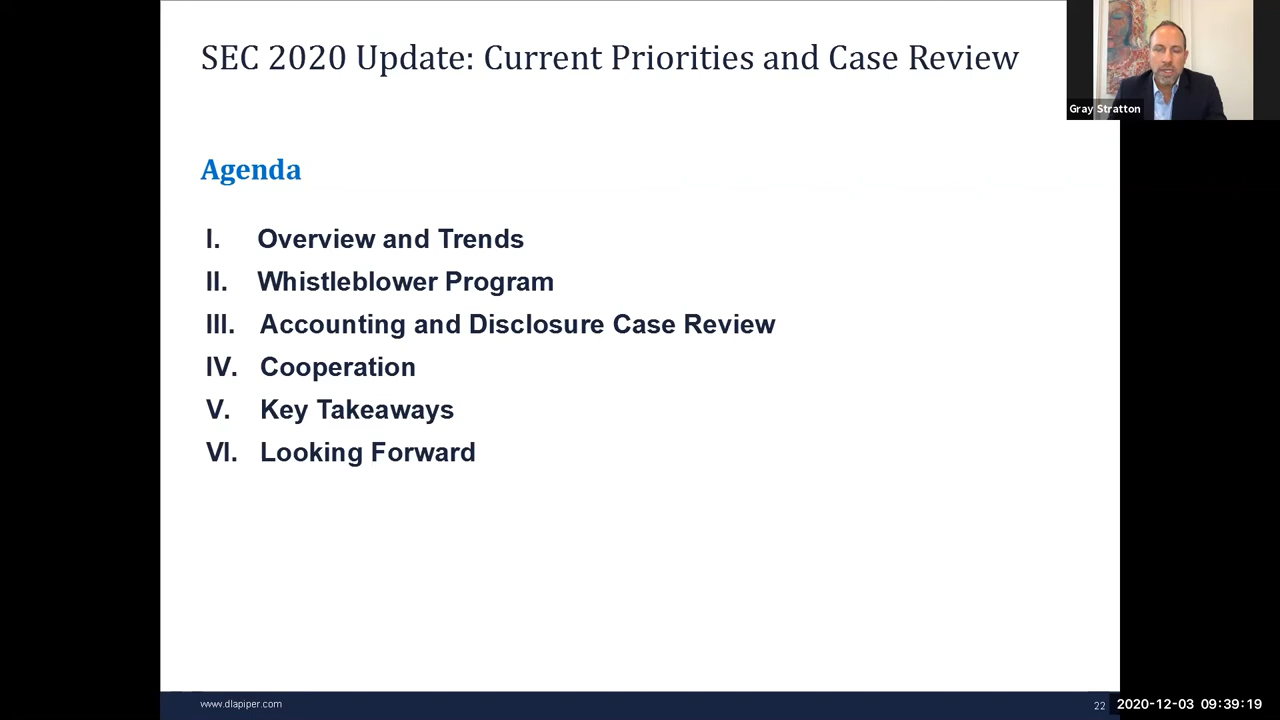 SEC 2020 Update: Current Priorities and Case Review
Gray Stratton
Agenda
I. Overview and Trends
II. Whistleblower Program
III. Accounting and Disclosure Case Review
IV. Cooperation
V. Key Takeaways
VI. Looking Forward
www.dlapiper.com
22
2020-12-03 09:39:19